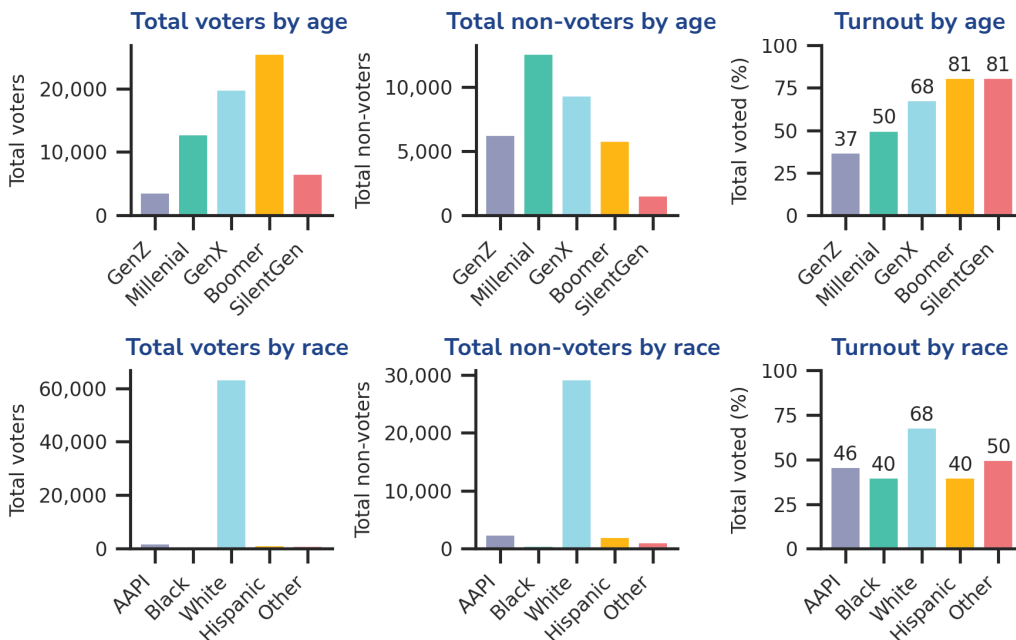 Total voters by age
Total voters
20,000
10,000
0
GenZ
Millenial
GenX
Boomer
SilentGen
Total non-voters by age
Total non-voters
10,000
5,000
0
GenZ
Millenial
GenX
Boomer
SilentGen
Turnout by age
Total voted (%)
100
75
50
25
0
37
50
68
81
81
GenZ
Millenial
GenX
Boomer
SilentGen
Total voters by race
Total voters
60,000
40,000
20,000
0
AAPI
Black
White
Hispanic
Other
Total non-voters by race
Total non-voters
30,000
20,000
10,000
0
AAPI
Black
White
Hispanic
Other
Turnout by race
Total voted (%)
100
75
50
25
0
46
40
68
40
50
AAPI
Black
White
Hispanic
Other